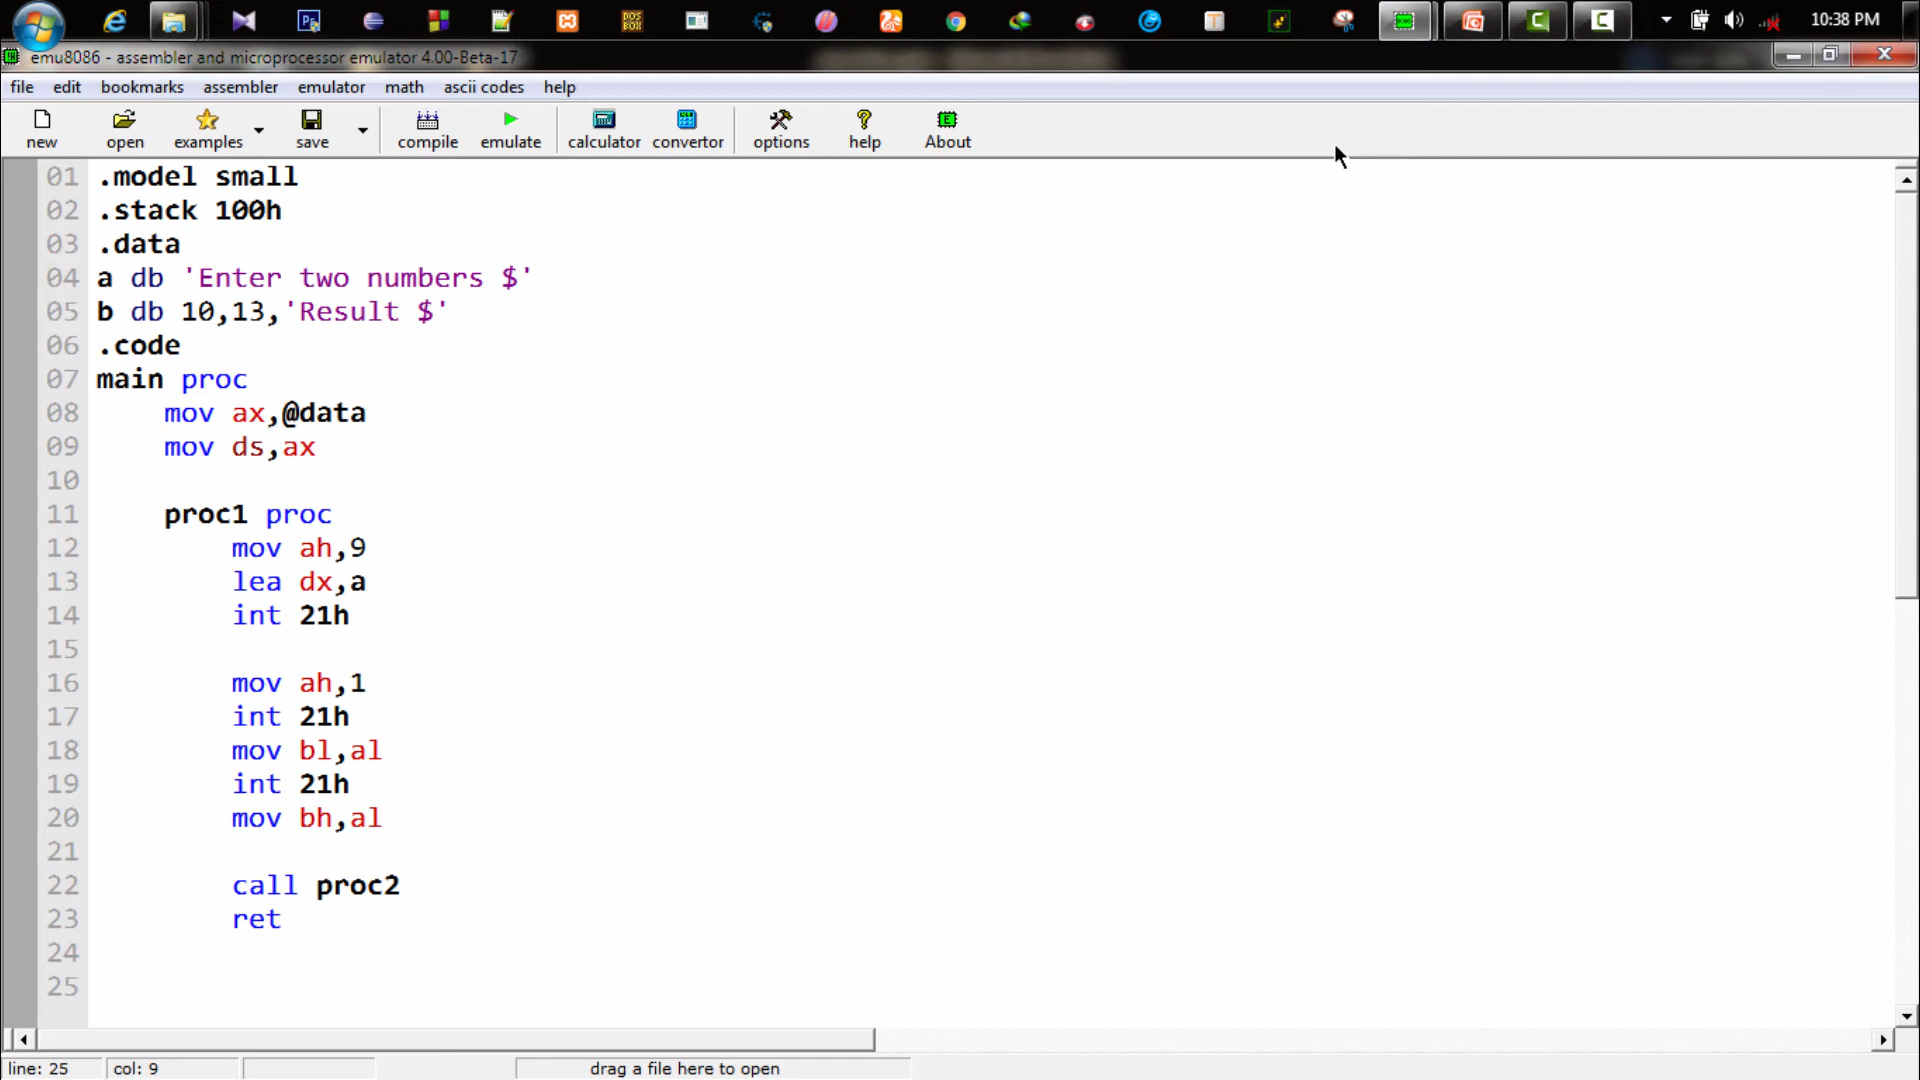 10:38 PM
emu8086 - assembler and microprocessor emulator 4.00-Beta-17
file edit bookmarks assembler emulator math ascii codes help
new open examples save compile emulate calculator convertor options help About
01 .model small
02 .stack 100h
03 .data
04 a db 'Enter two numbers $'
05 b db 10,13,'Result $'
06 .code
07 main proc
08 mov ax,@data
09 mov ds,ax
10
11 proc1 proc
12 mov ah,9
13 lea dx,a
14 int 21h
15
16 mov ah,1
17 int 21h
18 mov bl,al
19 int 21h
20 mov bh,al
21
22 call proc2
23 ret
24
25
line: 25 col: 9 drag a file here to open